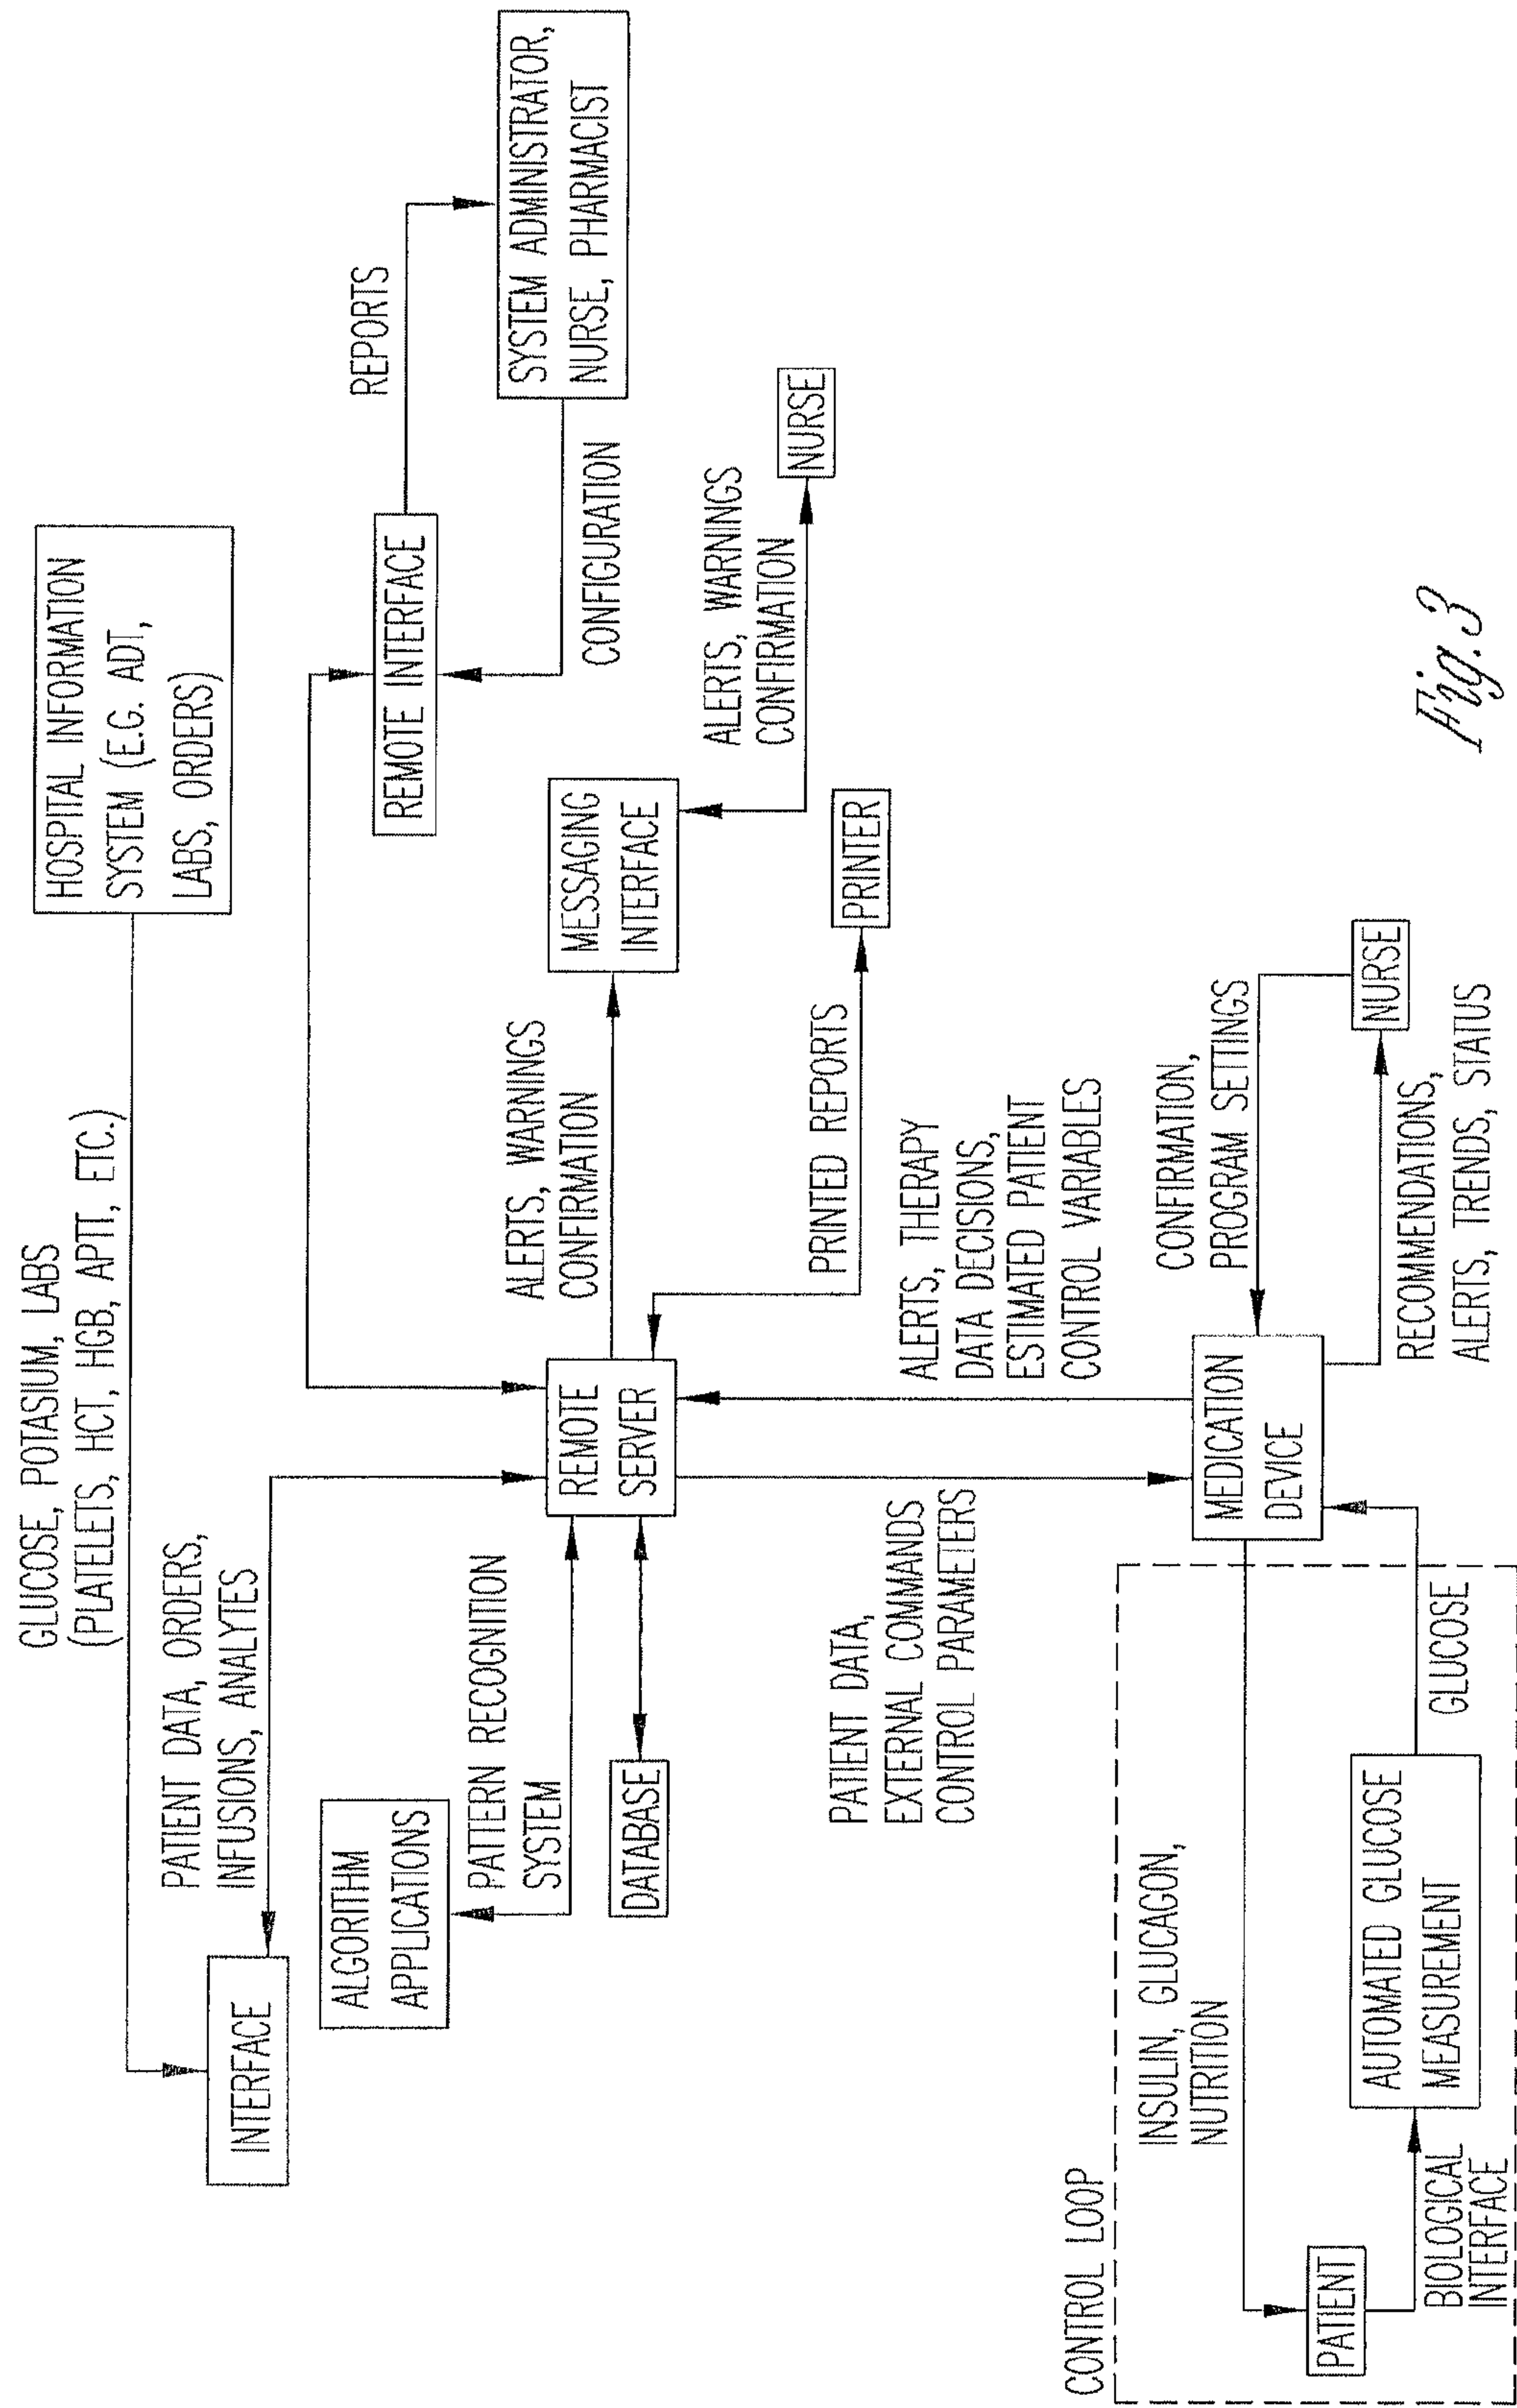 GLUCOSE, POTASIUM, LABS
(PLATELETS, HCT, HGB, APTT, ETC.)
HOSPITAL INFORMATION
SYSTEM (E.G. ADT,
LABS, ORDERS)
INTERFACE
PATIENT DATA, ORDERS,
INFUSIONS, ANALYTES
ALGORITHM
APPLICATIONS
PATTERN RECOGNITION
SYSTEM
DATABASE
REMOTE
SERVER
ALERTS, WARNINGS
CONFIRMATION
MESSAGING
INTERFACE
REMOTE INTERFACE
REPORTS
CONFIGURATION
SYSTEM ADMINISTRATOR,
NURSE, PHARMACIST
ALERTS, WARNINGS
CONFIRMATION
NURSE
PRINTED REPORTS
PRINTER
PATIENT DATA,
EXTERNAL COMMANDS
CONTROL PARAMETERS
ALERTS, THERAPY
DATA DECISIONS,
ESTIMATED PATIENT
CONTROL VARIABLES
CONTROL LOOP
INSULIN, GLUCAGON,
NUTRITION
PATIENT
BIOLOGICAL
INTERFACE
AUTOMATED GLUCOSE
MEASUREMENT
GLUCOSE
MEDICATION
DEVICE
CONFIRMATION,
PROGRAM SETTINGS
NURSE
RECOMMENDATIONS,
ALERTS, TRENDS, STATUS
Fig. 3